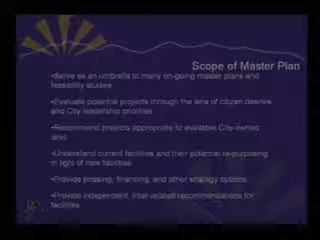 Scope of Master Plan
•Serve as an umbrella to many on-going master plans and
feasibility studies
•Evaluate potential projects through the lens of citizen desires
and City leadership priorities
•Recommend projects appropriate to available City-owned
land
•Understand current facilities and their potential re-purposing
in light of new facilities
•Provide phasing, financing, and other strategy options
•Provide independent, inter-related recommendations for
facilities